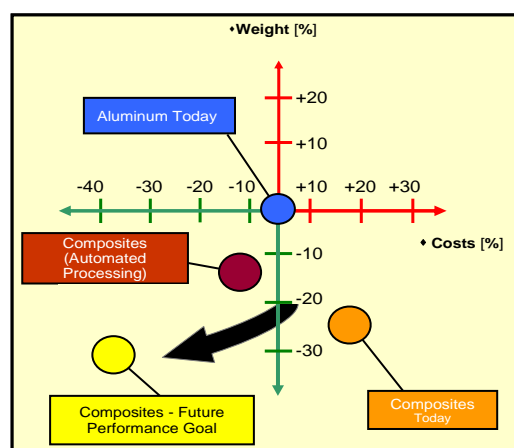 ♦Weight [%]
+20
Aluminum Today
+10
-40 -30 -20 -10 +10 +20 +30
♦ Costs [%]
Composites
(Automated
Processing)
-10
-20
-30
Composites - Future
Performance Goal
Composites
Today